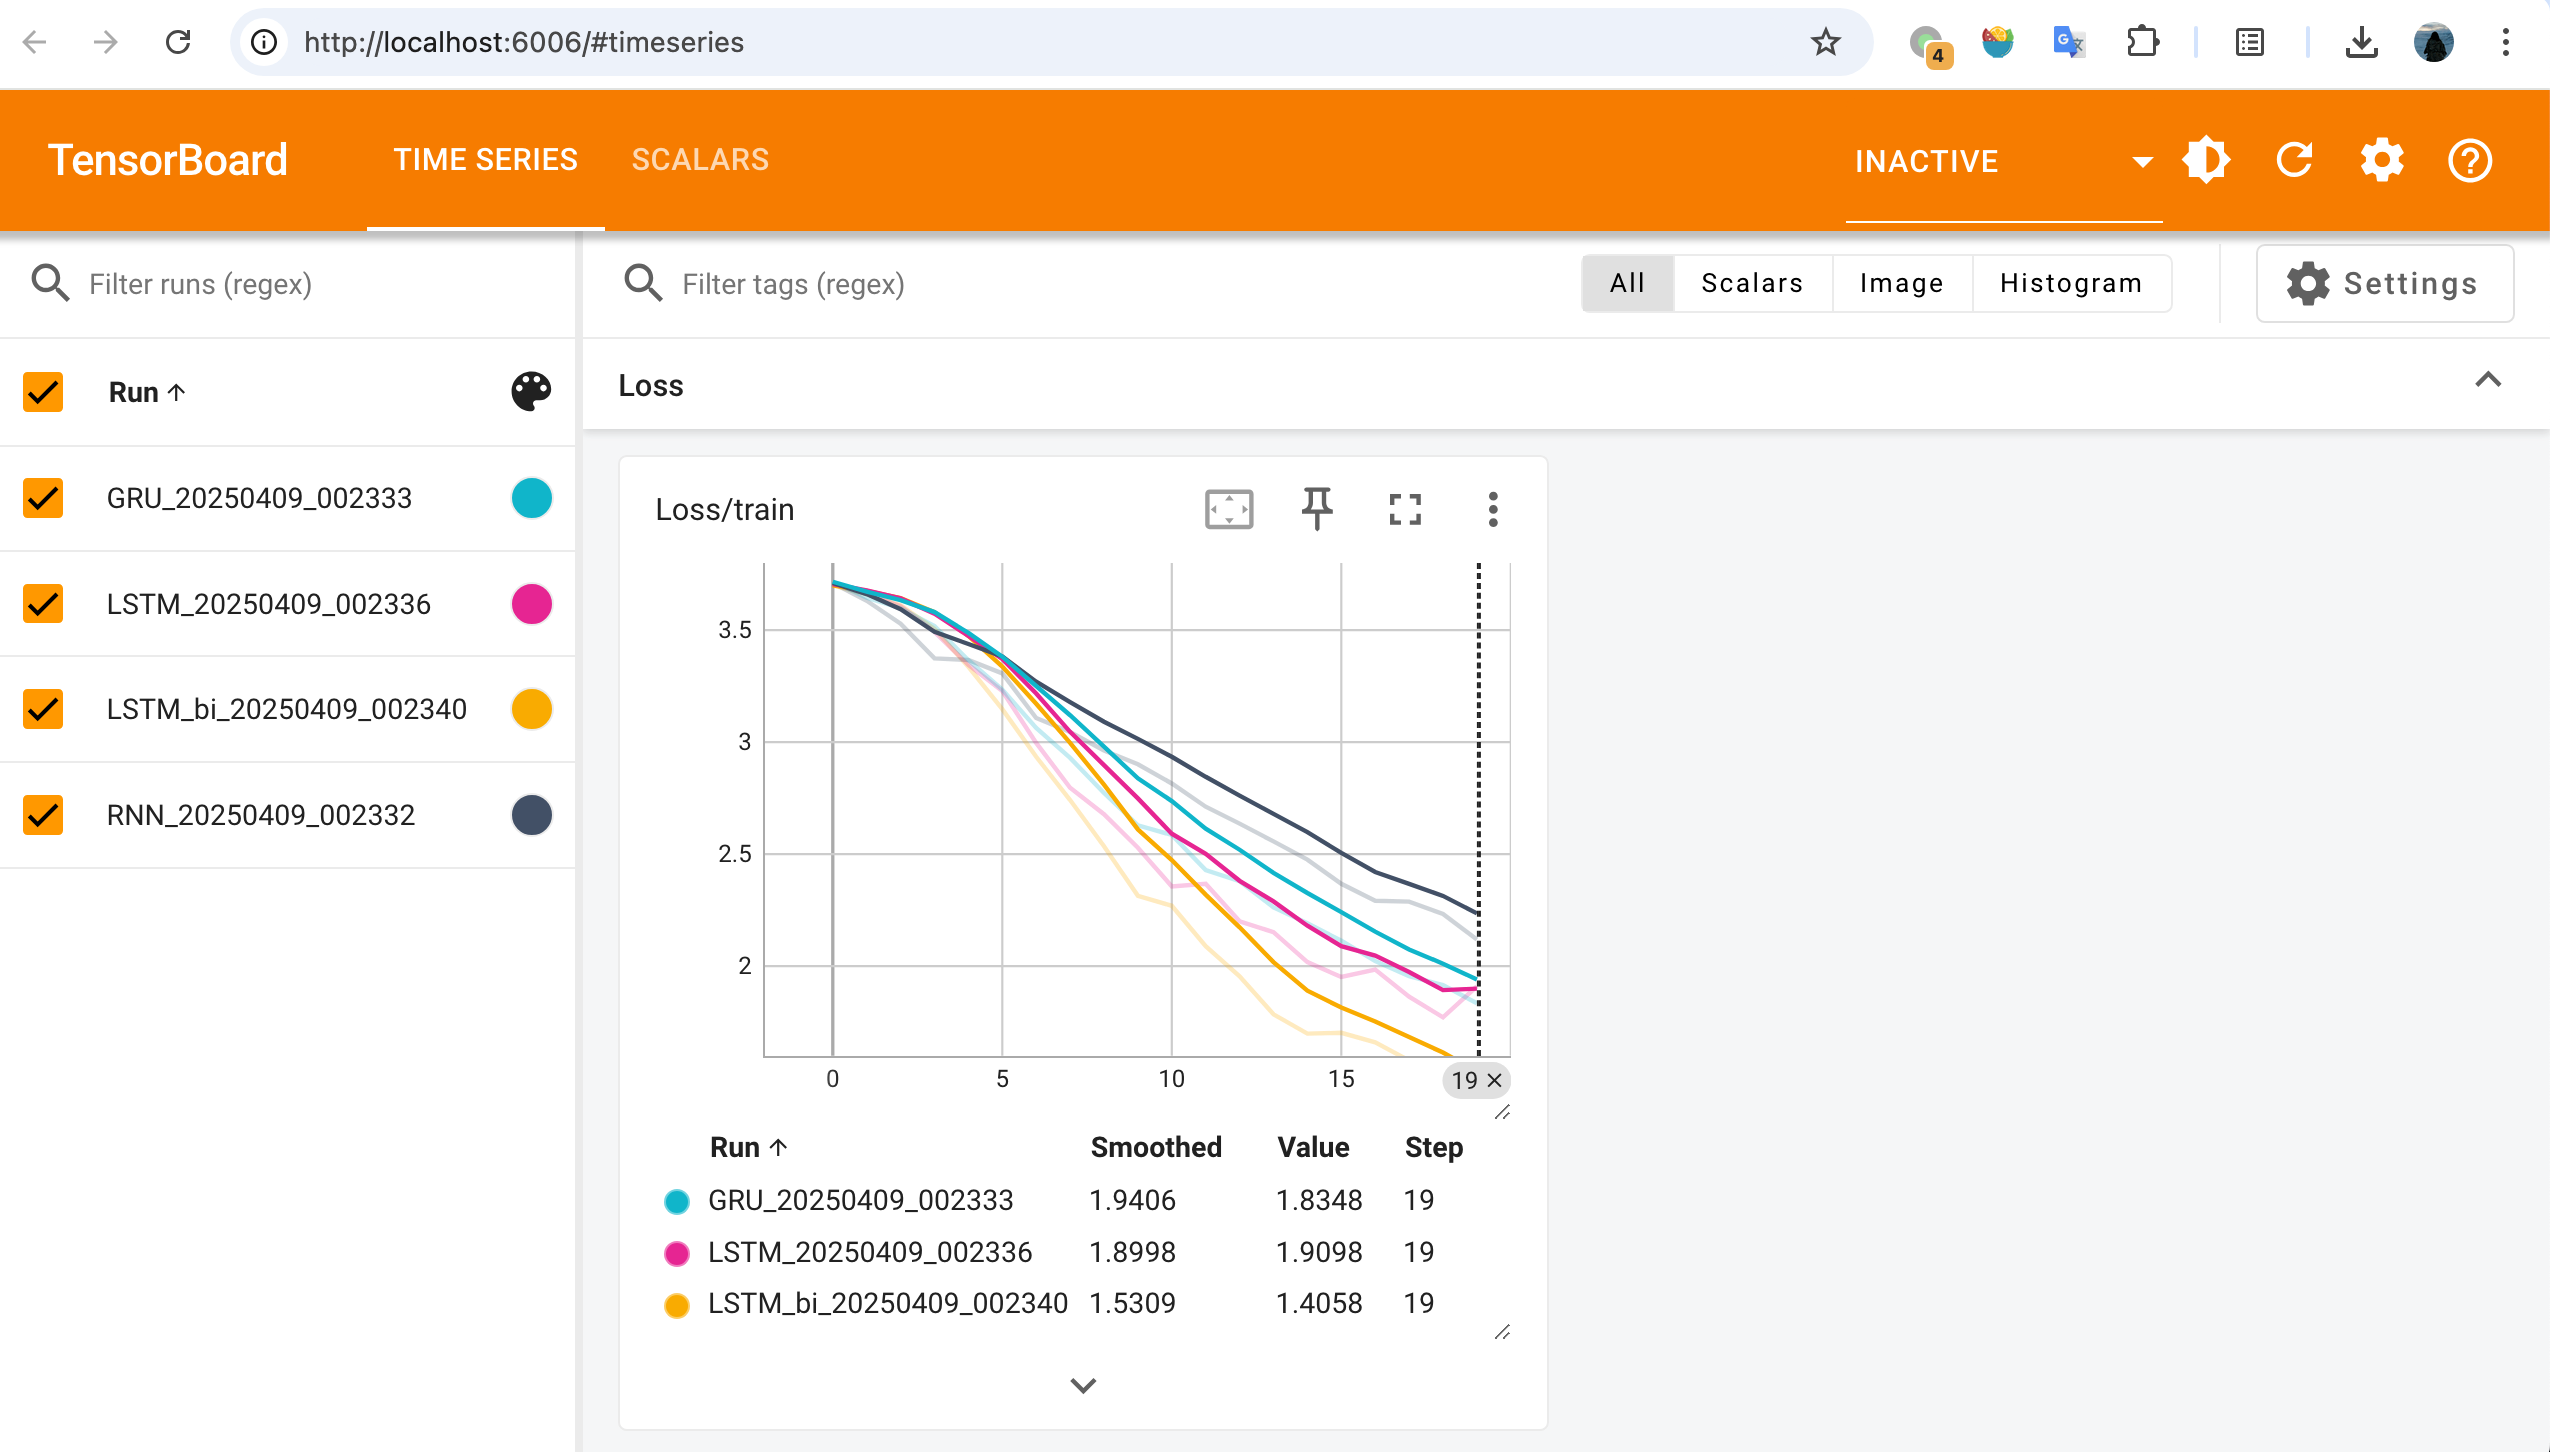 http://localhost:6006/#timeseries
4
TensorBoard
TIME SERIES
SCALARS
INACTIVE
Filter runs (regex)
Filter tags (regex)
All
Scalars
Image
Histogram
Settings
Run
GRU_20250409_002333
LSTM_20250409_002336
LSTM_bi_20250409_002340
RNN_20250409_002332
Loss
Loss/train
3.5
3
2.5
2
0 5 10 15 19
Run Smoothed Value Step
GRU_20250409_002333 1.9406 1.8348 19
LSTM_20250409_002336 1.8998 1.9098 19
LSTM_bi_20250409_002340 1.5309 1.4058 19